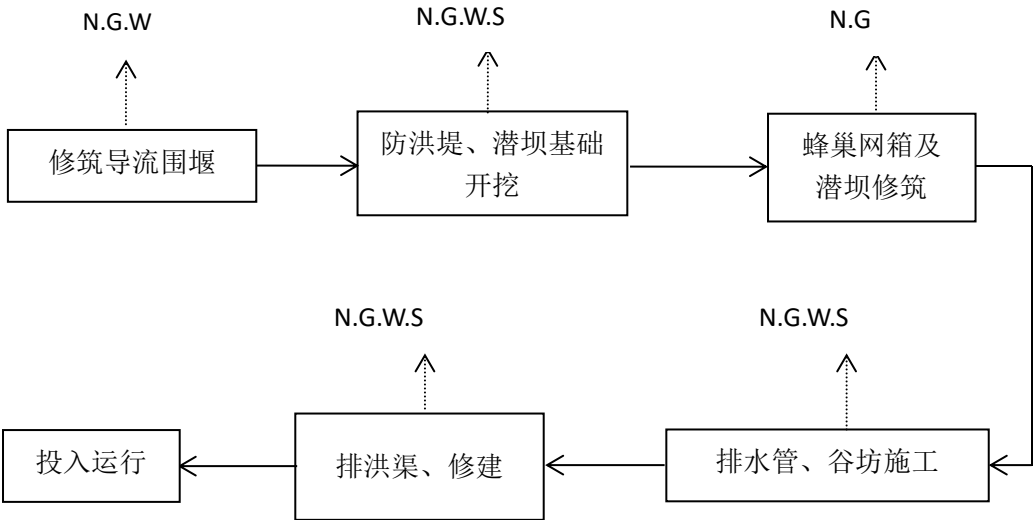 N.G.W
N.G.W.S
N.G
修筑导流围堰
防洪堤、潜坝基础
开挖
蜂巢网箱及
潜坝修筑
N.G.W.S
N.G.W.S
投入运行
排洪渠、修建
排水管、谷坊施工